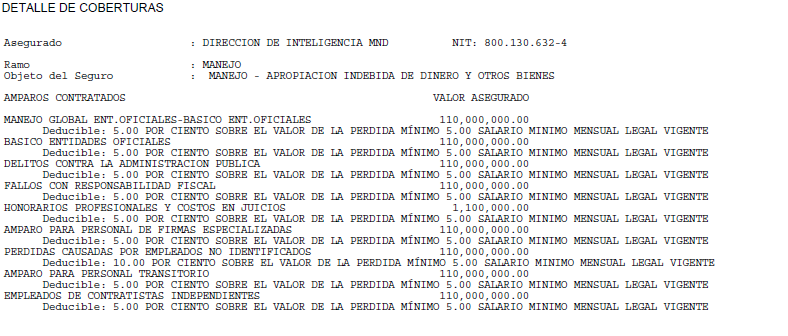 DETALLE DE COBERTURAS
Asegurado : DIRECCION DE INTELIGENCIA MND NIT: 800.130.632-4
Ramo : MANEJO
Objeto del Seguro : MANEJO - APROPIACION INDEBIDA DE DINERO Y OTROS BIENES
AMPAROS CONTRATADOS VALOR ASEGURADO
MANEJO GLOBAL ENT.OFICIALES-BASICO ENT.OFICIALES 110,000,000.00
Deducible: 5.00 POR CIENTO SOBRE EL VALOR DE LA PERDIDA MÍNIMO 5.00 SALARIO MINIMO MENSUAL LEGAL VIGENTE
BASICO ENTIDADES OFICIALES 110,000,000.00
Deducible: 5.00 POR CIENTO SOBRE EL VALOR DE LA PERDIDA MÍNIMO 5.00 SALARIO MINIMO MENSUAL LEGAL VIGENTE
DELITOS CONTRA LA ADMINISTRACION PUBLICA 110,000,000.00
Deducible: 5.00 POR CIENTO SOBRE EL VALOR DE LA PERDIDA MÍNIMO 5.00 SALARIO MINIMO MENSUAL LEGAL VIGENTE
FALLOS CON RESPONSABILIDAD FISCAL 110,000,000.00
Deducible: 5.00 POR CIENTO SOBRE EL VALOR DE LA PERDIDA MÍNIMO 5.00 SALARIO MINIMO MENSUAL LEGAL VIGENTE
HONORARIOS PROFESIONALES Y COSTOS EN JUICIOS 1,100,000.00
Deducible: 5.00 POR CIENTO SOBRE EL VALOR DE LA PERDIDA MÍNIMO 5.00 SALARIO MINIMO MENSUAL LEGAL VIGENTE
AMPARO PARA PERSONAL DE FIRMAS ESPECIALIZADAS 110,000,000.00
Deducible: 5.00 POR CIENTO SOBRE EL VALOR DE LA PERDIDA MÍNIMO 5.00 SALARIO MINIMO MENSUAL LEGAL VIGENTE
PERDIDAS CAUSADAS POR EMPLEADOS NO IDENTIFICADOS 110,000,000.00
Deducible: 10.00 POR CIENTO SOBRE EL VALOR DE LA PERDIDA MÍNIMO 5.00 SALARIO MINIMO MENSUAL LEGAL VIGENTE
AMPARO PARA PERSONAL TRANSITORIO 110,000,000.00
Deducible: 5.00 POR CIENTO SOBRE EL VALOR DE LA PERDIDA MÍNIMO 5.00 SALARIO MINIMO MENSUAL LEGAL VIGENTE
EMPLEADOS DE CONTRATISTAS INDEPENDIENTES 110,000,000.00
Deducible: 5.00 POR CIENTO SOBRE EL VALOR DE LA PERDIDA MÍNIMO 5.00 SALARIO MINIMO MENSUAL LEGAL VIGENTE